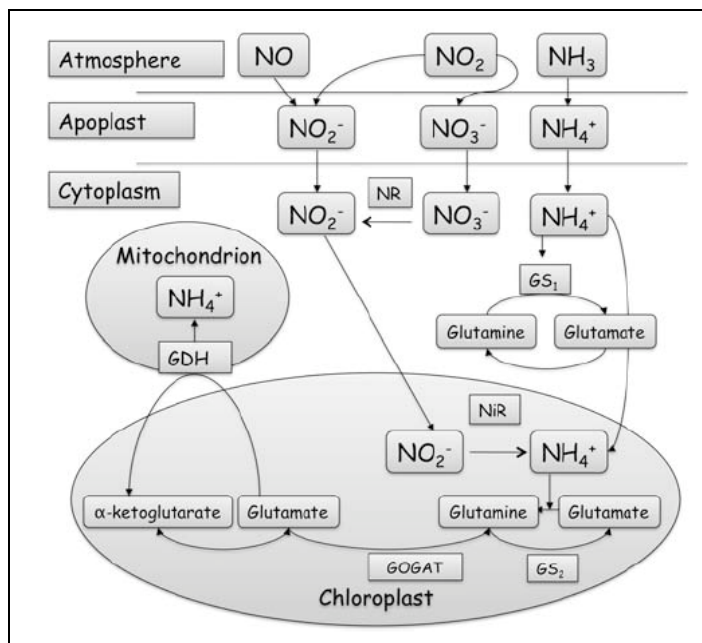 Atmosphere NO NO₂ NH₃
Apoplast NO₂⁻ NO₃⁻ NH₄⁺
Cytoplasm
NO₂⁻ NR NO₃⁻ NH₄⁺
Mitochondrion
NH₄⁺
GS₁
Glutamine Glutamate
GDH
NiR
NO₂⁻ NH₄⁺
α-ketoglutarate Glutamate Glutamine Glutamate
GOGAT GS₂
Chloroplast